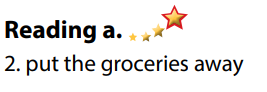 Reading a.
2. put the groceries away